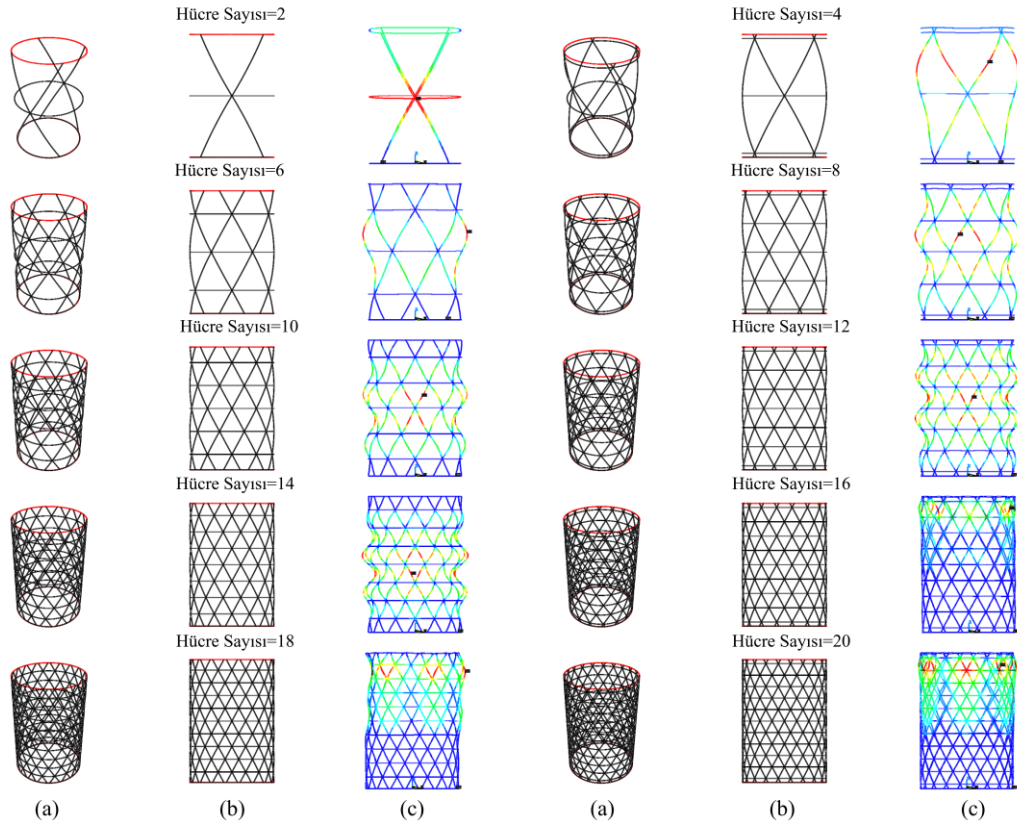 Hücre Sayısı=2
Hücre Sayısı=4
Hücre Sayısı=6
Hücre Sayısı=8
Hücre Sayısı=10
Hücre Sayısı=12
Hücre Sayısı=14
Hücre Sayısı=16
Hücre Sayısı=18
Hücre Sayısı=20
(a) (b) (c) (a) (b) (c)